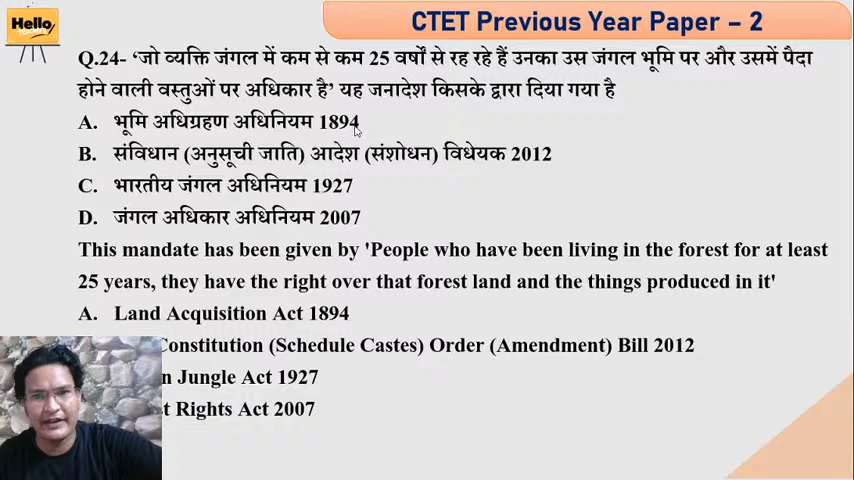 Hello
CTET Previous Year Paper – 2
Q.24- ‘जो व्यक्ति जंगल में कम से कम 25 वर्षों से रह रहे हैं उनका उस जंगल भूमि पर और उसमें पैदा
होने वाली वस्तुओं पर अधिकार है’ यह जनादेश किसके द्वारा दिया गया है
A. भूमि अधिग्रहण अधिनियम 1894
B. संविधान (अनुसूची जाति) आदेश (संशोधन) विधेयक 2012
C. भारतीय जंगल अधिनियम 1927
D. जंगल अधिकार अधिनियम 2007
This mandate has been given by 'People who have been living in the forest for at least
25 years, they have the right over that forest land and the things produced in it'
A. Land Acquisition Act 1894
Constitution (Schedule Castes) Order (Amendment) Bill 2012
n Jungle Act 1927
t Rights Act 2007